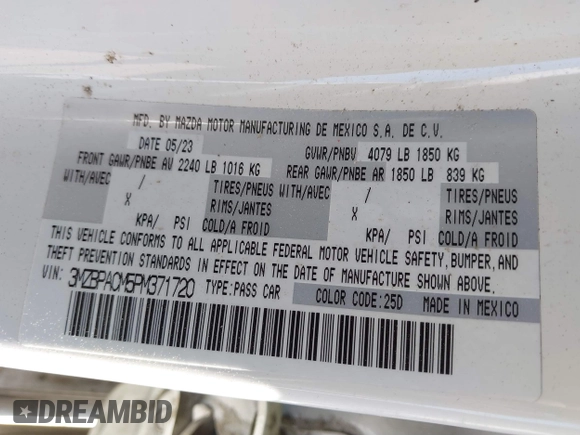 MFD. BY MAZDA MOTOR MANUFACTURING DE MEXICO S.A. DE C.V.
DATE 05/23 GVWR/PNBV 4079 LB 1850 KG
FRONT GAWR/PNBE AV 2240 LB 1016 KG REAR GAWR/PNBE AR 1850 LB 839 KG
WITH/AVEC / TIRES/PNEUS WITH/AVEC / TIRES/PNEUS
X RIMS/JANTES X RIMS/JANTES
KPA/ PSI COLD/A FROID KPA/ PSI COLD/A FROID
THIS VEHICLE CONFORMS TO ALL APPLICABLE FEDERAL MOTOR VEHICLE SAFETY, BUMPER, AND
THEFT PREVENTION STANDARDS IN EFFECT ON THE DATE OF MANUFACTURE SHOWN ABOVE.
VIN: 3MZBPACM5PM371720 TYPE:PASS CAR COLOR CODE:25D MADE IN MEXICO
DREAMBID